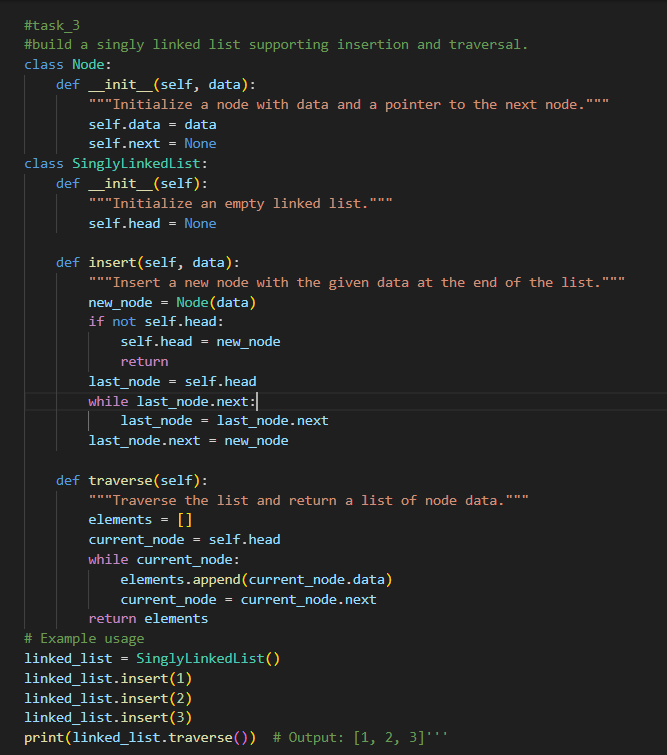 #task_3
#build a singly linked list supporting insertion and traversal.
class Node:
    def __init__(self, data):
        """Initialize a node with data and a pointer to the next node."""
        self.data = data
        self.next = None
class SinglyLinkedList:
    def __init__(self):
        """Initialize an empty linked list."""
        self.head = None

    def insert(self, data):
        """Insert a new node with the given data at the end of the list."""
        new_node = Node(data)
        if not self.head:
            self.head = new_node
            return
        last_node = self.head
        while last_node.next:
            last_node = last_node.next
        last_node.next = new_node

    def traverse(self):
        """Traverse the list and return a list of node data."""
        elements = []
        current_node = self.head
        while current_node:
            elements.append(current_node.data)
            current_node = current_node.next
        return elements
# Example usage
linked_list = SinglyLinkedList()
linked_list.insert(1)
linked_list.insert(2)
linked_list.insert(3)
print(linked_list.traverse())  # Output: [1, 2, 3]'''